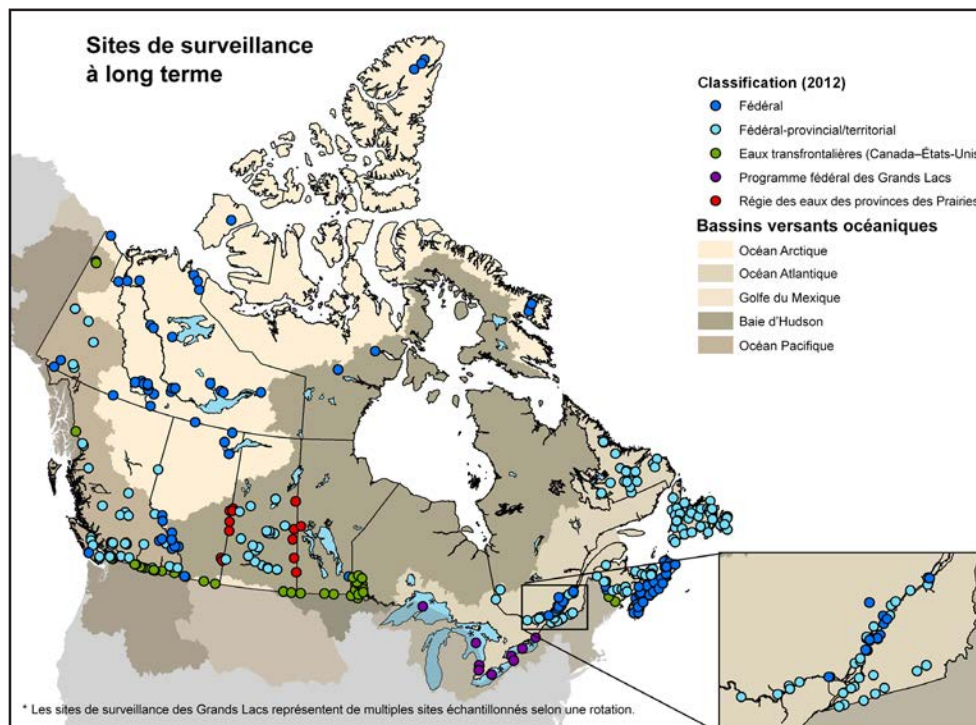 Sites de surveillance
à long terme
Classification (2012)
Fédéral
Fédéral-provincial/territorial
Eaux transfrontalières (Canada–États-Unis
Programme fédéral des Grands Lacs
Régie des eaux des provinces des Prairies
Bassins versants océaniques
Océan Arctique
Océan Atlantique
Golfe du Mexique
Baie d'Hudson
Océan Pacifique
* Les sites de surveillance des Grands Lacs représentent de multiples sites échantillonnés selon une rotation.